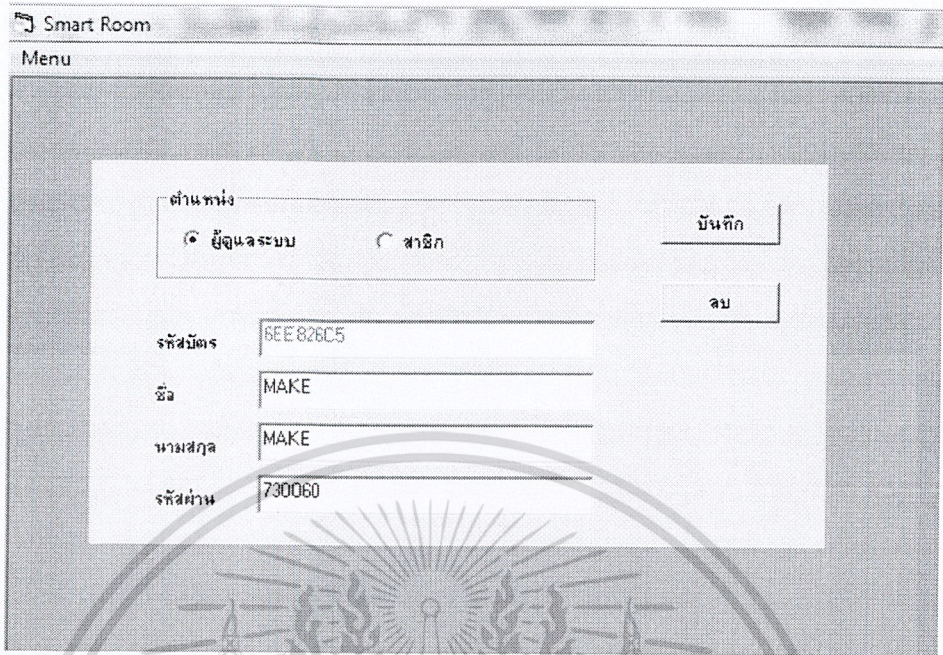 Smart Room
Menu
ตำแหน่ง
ผู้ดูแลระบบ สาชิก
บันทึก
ลบ
รหัสบัตร 6EE826C5
ชื่อ MAKE
นามสกุล MAKE
รหัสผ่าน 730060